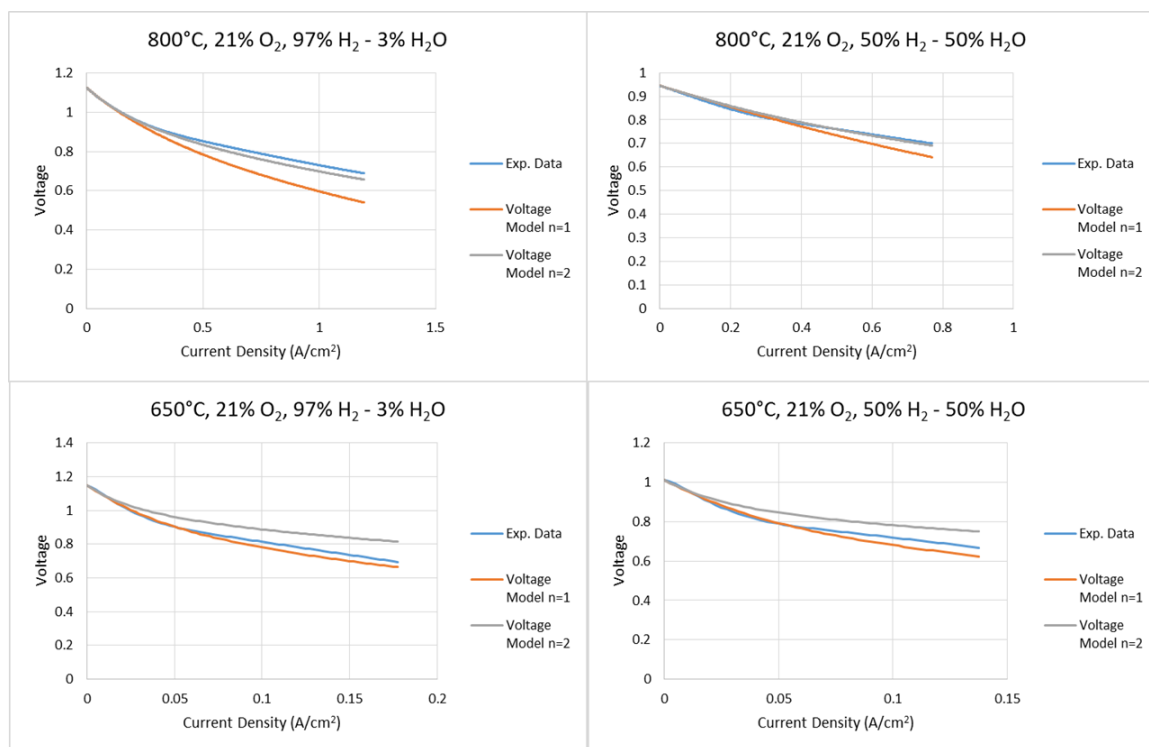 800°C, 21% O₂, 97% H₂ - 3% H₂O
1.2
1
0.8
0.6
0.4
0.2
0
Voltage
0 0.5 1 1.5
Current Density (A/cm²)
Exp. Data
Voltage
Model n=1
Voltage
Model n=2
800°C, 21% O₂, 50% H₂ - 50% H₂O
1
0.9
0.8
0.7
0.6
0.5
0.4
0.3
0.2
0.1
0
Voltage
0 0.2 0.4 0.6 0.8 1
Current Density (A/cm²)
Exp. Data
Voltage
Model n=1
Voltage
Model n=2
650°C, 21% O₂, 97% H₂ - 3% H₂O
1.4
1.2
1
0.8
0.6
0.4
0.2
0
Voltage
0 0.05 0.1 0.15 0.2
Current Density (A/cm²)
Exp. Data
Voltage
Model n=1
Voltage
Model n=2
650°C, 21% O₂, 50% H₂ - 50% H₂O
1.2
1
0.8
0.6
0.4
0.2
0
Voltage
0 0.05 0.1 0.15
Current Density (A/cm²)
Exp. Data
Voltage
Model n=1
Voltage
Model n=2